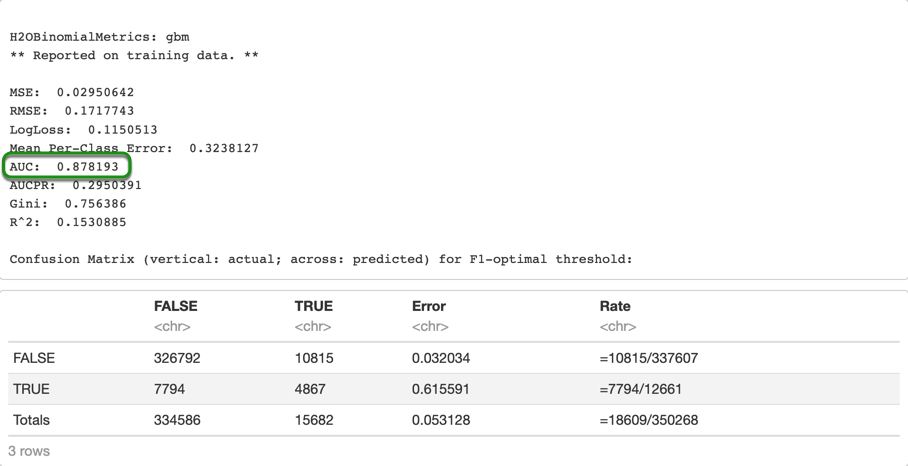 H2OBinomialMetrics: gbm
** Reported on training data. **
MSE:  0.02950642
RMSE:  0.1717743
LogLoss:  0.1150513
Mean Per-Class Error:  0.3238127
AUC:  0.878193
AUCPR:  0.2950391
Gini:  0.756386
R^2:  0.1530885
Confusion Matrix (vertical: actual; across: predicted) for F1-optimal threshold:
FALSE TRUE Error Rate
<chr> <chr> <chr> <chr>
FALSE 326792 10815 0.032034 =10815/337607
TRUE 7794 4867 0.615591 =7794/12661
Totals 334586 15682 0.053128 =18609/350268
3 rows